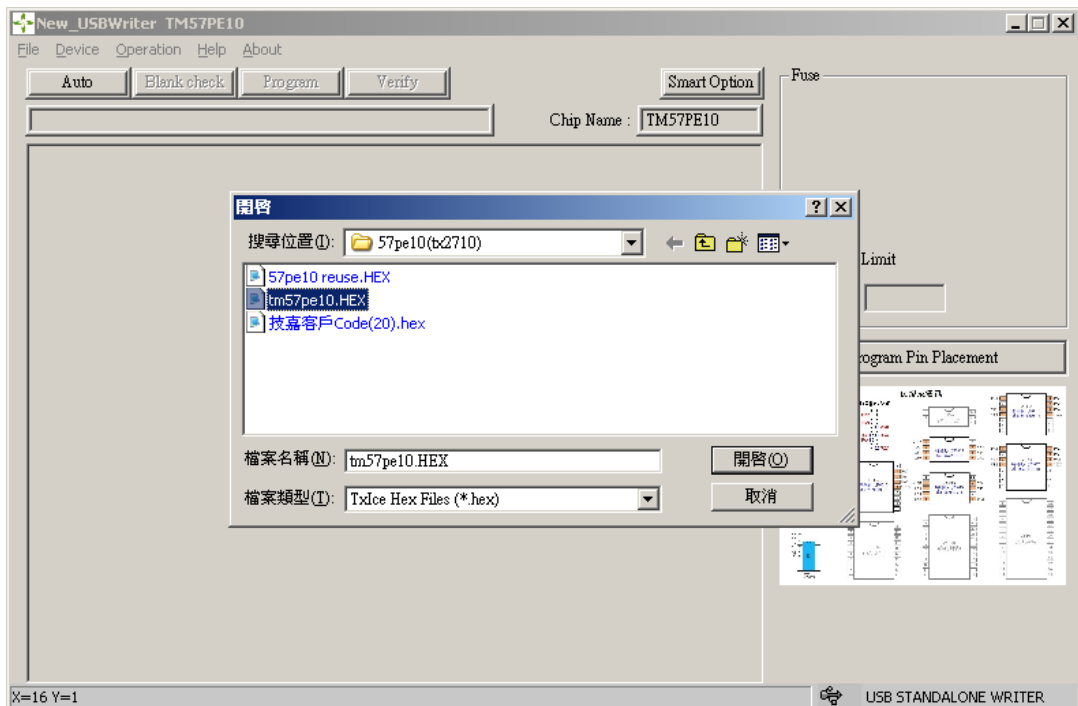 New_USBWriter TM57PE10
File Device Operation Help About
Auto Blank check Program Verify Smart Option
Fuse
Chip Name : TM57PE10
開啓
搜尋位置(I): 57pe10(tx2710)
57pe10 reuse.HEX
tm57pe10.HEX
技嘉客戶Code(20).hex
Limit
ogram Pin Placement
檔案名稱(N): tm57pe10.HEX 開啓(O)
檔案類型(T): TxIce Hex Files (*.hex) 取消
X=16 Y=1 USB STANDALONE WRITER